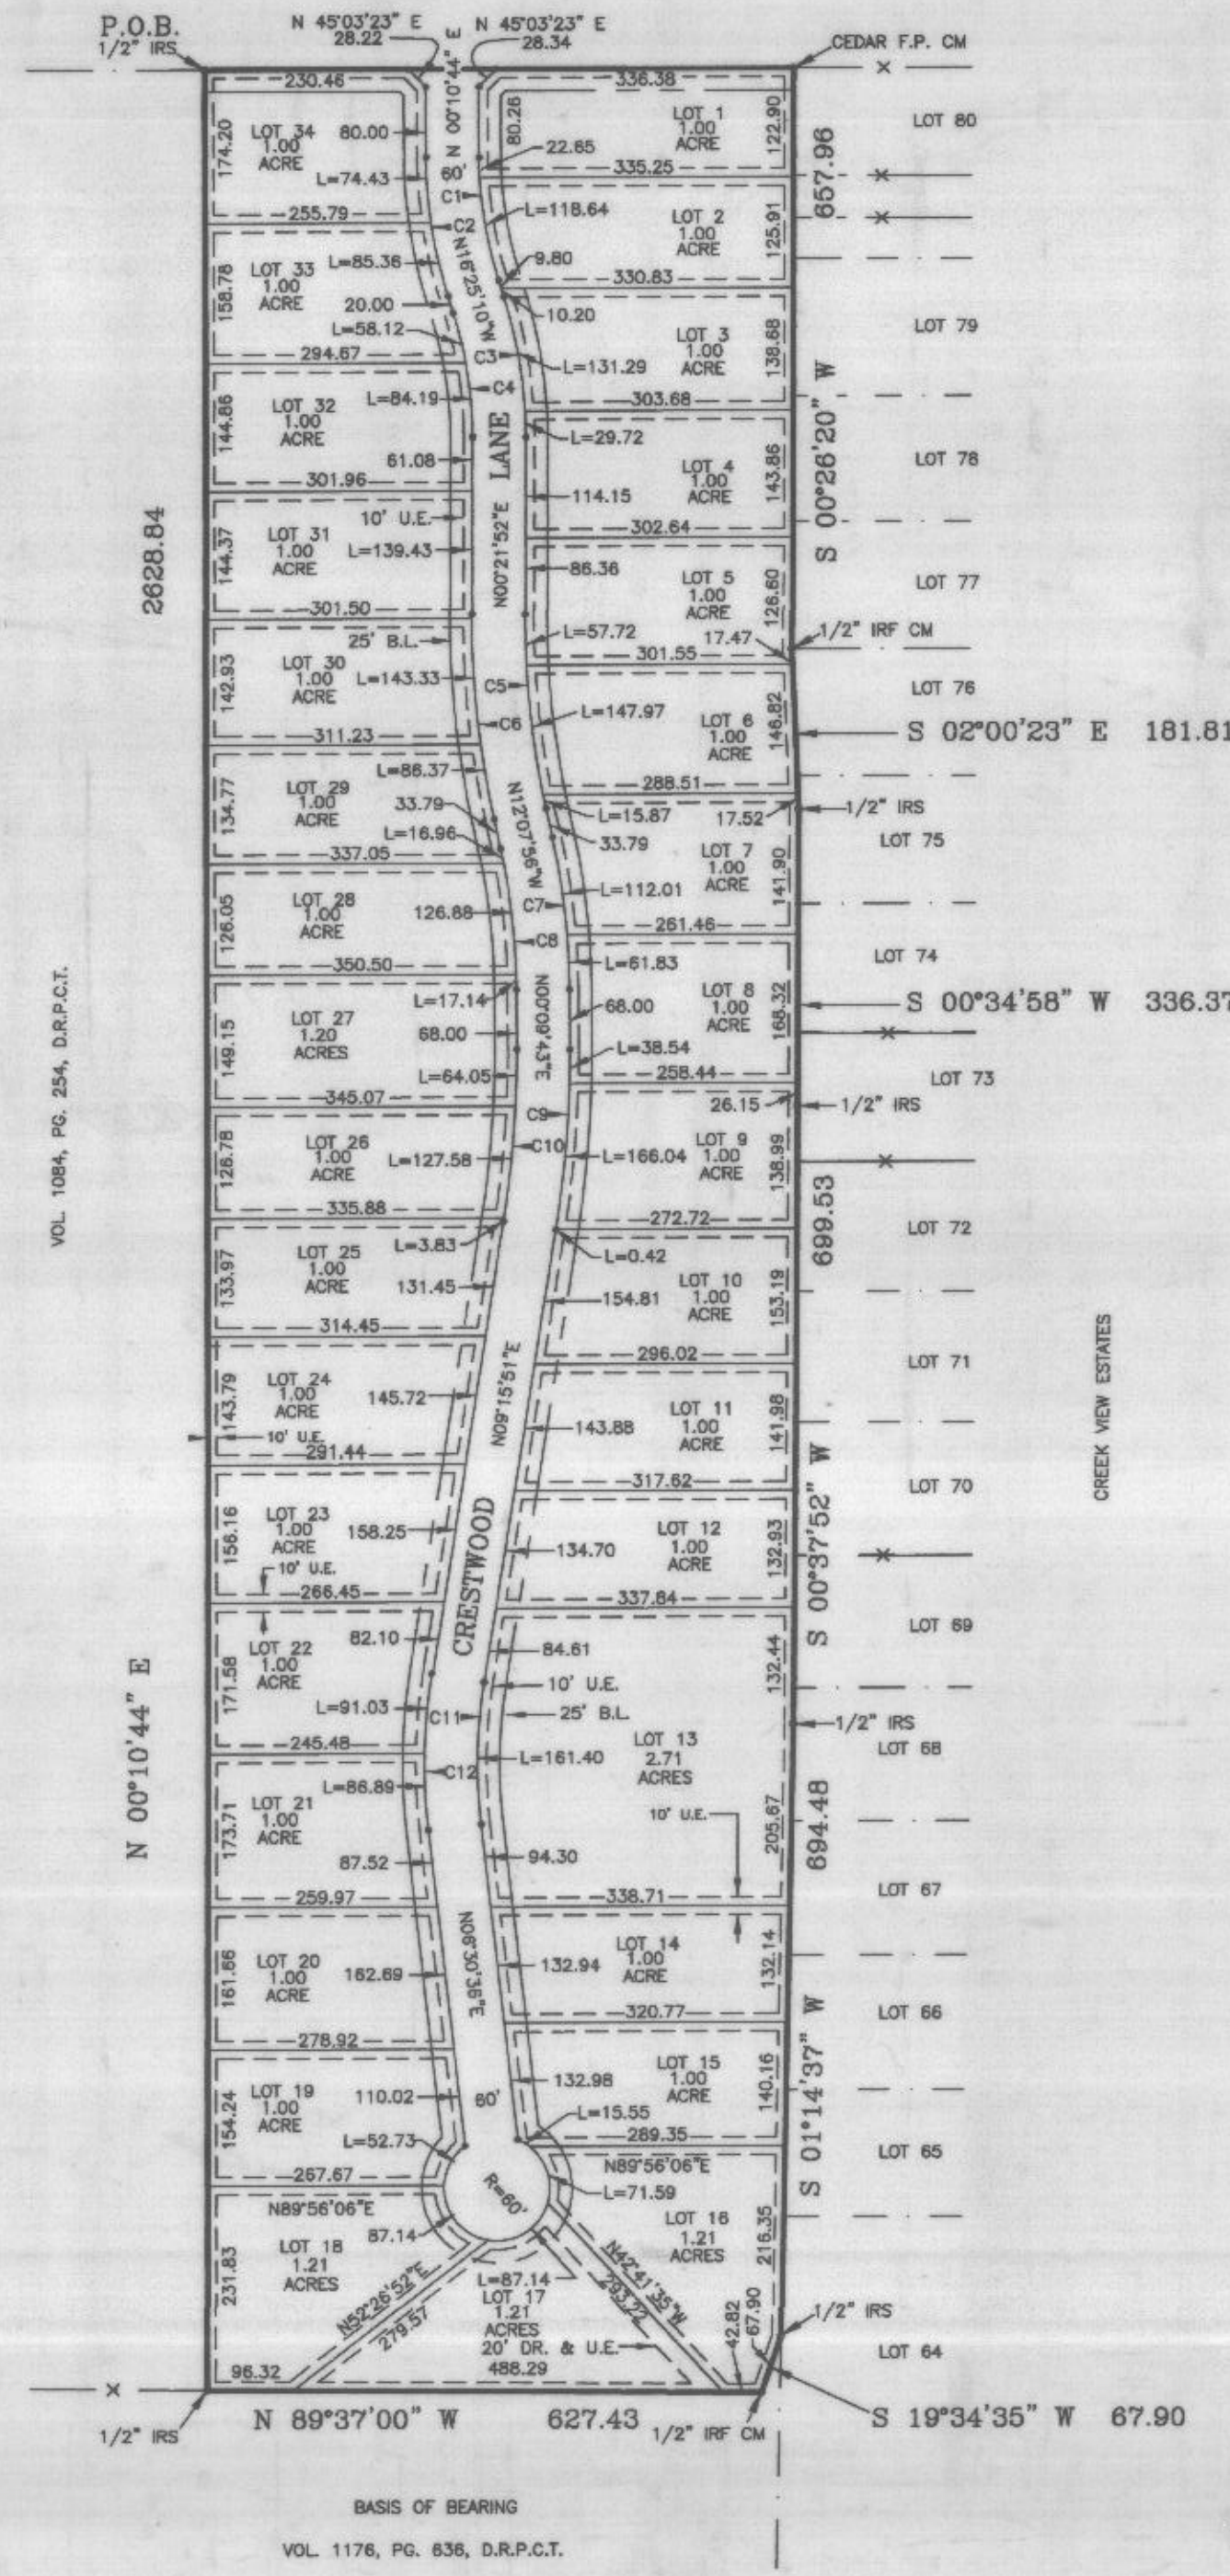 P.O.B.
1/2" IRS
N 45°03'23" E
28.22
N 45°03'23" E
28.34
CEDAR F.P. CM
230.46
N 00°10'44" E
336.38
174.20
LOT 34
1.00
ACRE
80.00
80.26
LOT 1
1.00
ACRE
122.90
LOT 80
22.65
L=74.43
60'
335.25
657.96
C1
255.79
L=118.64
LOT 2
1.00
ACRE
125.91
C2
158.78
LOT 33
1.00
ACRE
L=85.36
N16°25'10"W
9.80
330.83
20.00
10.20
L=58.12
LOT 3
1.00
ACRE
138.68
LOT 79
294.67
C3
L=131.29
C4
303.68
144.86
LOT 32
1.00
ACRE
L=84.19
LANE
L=29.72
S 00°26'20" W
61.08
LOT 4
1.00
ACRE
143.86
LOT 78
301.96
114.15
302.64
2628.84
10' U.E.
144.37
LOT 31
1.00
ACRE
L=139.43
N00°21'52"E
86.36
LOT 5
1.00
ACRE
126.60
LOT 77
301.50
25' B.L.
L=57.72
17.47
301.55
1/2" IRF CM
142.93
LOT 30
1.00
ACRE
L=143.33
C5
LOT 76
C6
L=147.97
LOT 6
1.00
ACRE
146.82
S 02°00'23" E 181.81
311.23
L=86.37
288.51
134.77
LOT 29
1.00
ACRE
33.79
L=16.96
N12°07'56"W
L=15.87
17.52
1/2" IRS
LOT 75
33.79
337.05
LOT 7
1.00
ACRE
141.90
126.05
LOT 28
1.00
ACRE
126.88
L=112.01
C7
261.46
C8
350.50
LOT 74
L=61.83
149.15
LOT 27
1.20
ACRES
L=17.14
68.00
N00°09'43"E
68.00
LOT 8
1.00
ACRE
168.32
S 00°34'58" W 336.37
L=38.54
L=64.05
258.44
LOT 73
345.07
C9
26.15
1/2" IRS
126.78
LOT 26
1.00
ACRE
L=127.58
C10
L=166.04
LOT 9
1.00
ACRE
138.99
335.88
272.72
LOT 72
699.53
133.97
LOT 25
1.00
ACRE
L=3.83
131.45
L=0.42
LOT 10
1.00
ACRE
153.19
154.81
314.45
296.02
LOT 71
143.79
LOT 24
1.00
ACRE
145.72
N09°15'51"E
143.88
LOT 11
1.00
ACRE
141.98
10' U.E.
291.44
317.62
LOT 70
156.16
LOT 23
1.00
ACRE
158.25
CRESTWOOD
134.70
LOT 12
1.00
ACRE
132.93
S 00°37'52" W
10' U.E.
266.45
337.84
LOT 69
171.58
LOT 22
1.00
ACRE
82.10
84.61
132.44
10' U.E.
L=91.03
C11
25' B.L.
1/2" IRS
LOT 68
245.48
LOT 13
2.71
ACRES
L=161.40
C12
L=86.89
173.71
LOT 21
1.00
ACRE
10' U.E.
205.67
694.48
87.52
94.30
259.97
338.71
LOT 67
161.66
LOT 20
1.00
ACRE
162.69
N06°30'36"E
132.94
LOT 14
1.00
ACRE
132.14
278.92
320.77
LOT 66
154.24
LOT 19
1.00
ACRE
110.02
60'
132.98
LOT 15
1.00
ACRE
140.16
L=15.55
L=52.73
289.35
LOT 65
267.67
N89°56'06"E
S 01°14'37" W
N89°56'06"E
R=60'
L=71.59
87.14
231.83
LOT 18
1.21
ACRES
LOT 16
1.21
ACRES
216.35
N52°26'52"E
279.57
L=87.14
LOT 17
1.21
ACRES
N42°41'35"W
293.22
20' DR. & U.E.
42.82
67.90
1/2" IRS
LOT 64
96.32
488.29
1/2" IRS
N 89°37'00" W 627.43
1/2" IRF CM
S 19°34'35" W 67.90
N 00°10'44" E
VOL. 1084, PG. 254, D.R.P.C.T.
CREEK VIEW ESTATES
BASIS OF BEARING
VOL. 1176, PG. 636, D.R.P.C.T.